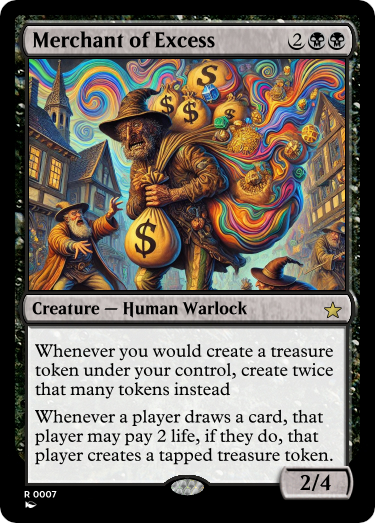 Merchant of Excess 2
$ $ $
$
$
Creature — Human Warlock
Whenever you would create a treasure
token under your control, create twice
that many tokens instead
Whenever a player draws a card, that
player may pay 2 life, if they do, that
player creates a tapped treasure token.
2/4
R 0007